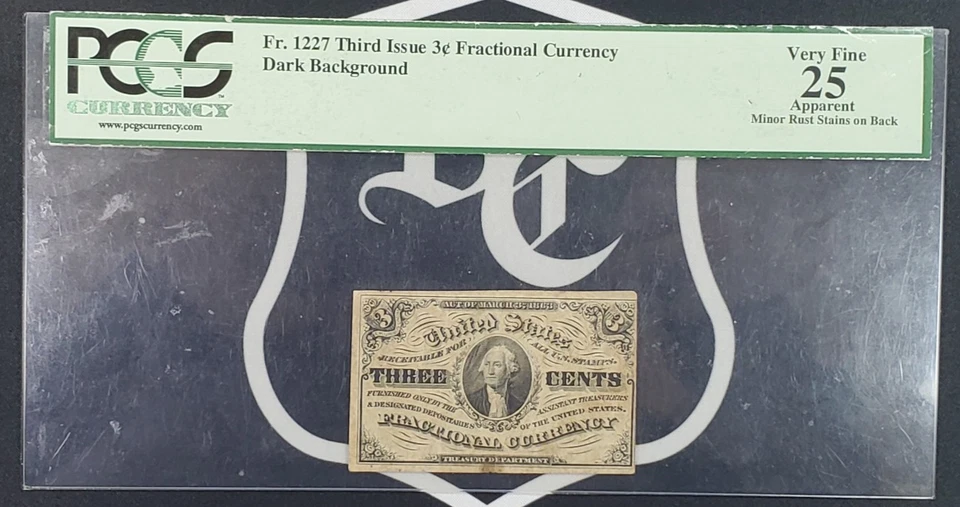 PCGS
CURRENCY
www.pcgscurrency.com
Fr. 1227 Third Issue 3¢ Fractional Currency
Dark Background
Very Fine
25
Apparent
Minor Rust Stains on Back
ACT OF MARCH 3, 1863.
3 3
United States
RECEIVABLE FOR ALL U.S. STAMPS.
THREE CENTS
FURNISHED ONLY BY THE ASSISTANT TREASURERS
& DESIGNATED DEPOSITARIES OF THE UNITED STATES.
FRACTIONAL CURRENCY
TREASURY DEPARTMENT